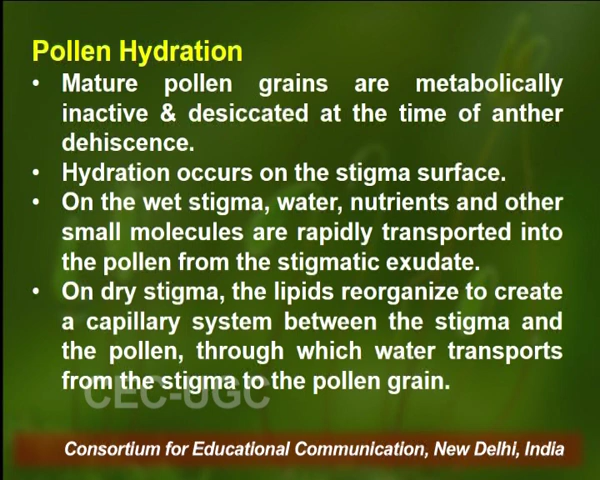 Pollen Hydration
• Mature pollen grains are metabolically
inactive & desiccated at the time of anther
dehiscence.
• Hydration occurs on the stigma surface.
• On the wet stigma, water, nutrients and other
small molecules are rapidly transported into
the pollen from the stigmatic exudate.
• On dry stigma, the lipids reorganize to create
a capillary system between the stigma and
the pollen, through which water transports
from the stigma to the pollen grain.
CEC-UGC
Consortium for Educational Communication, New Delhi, India